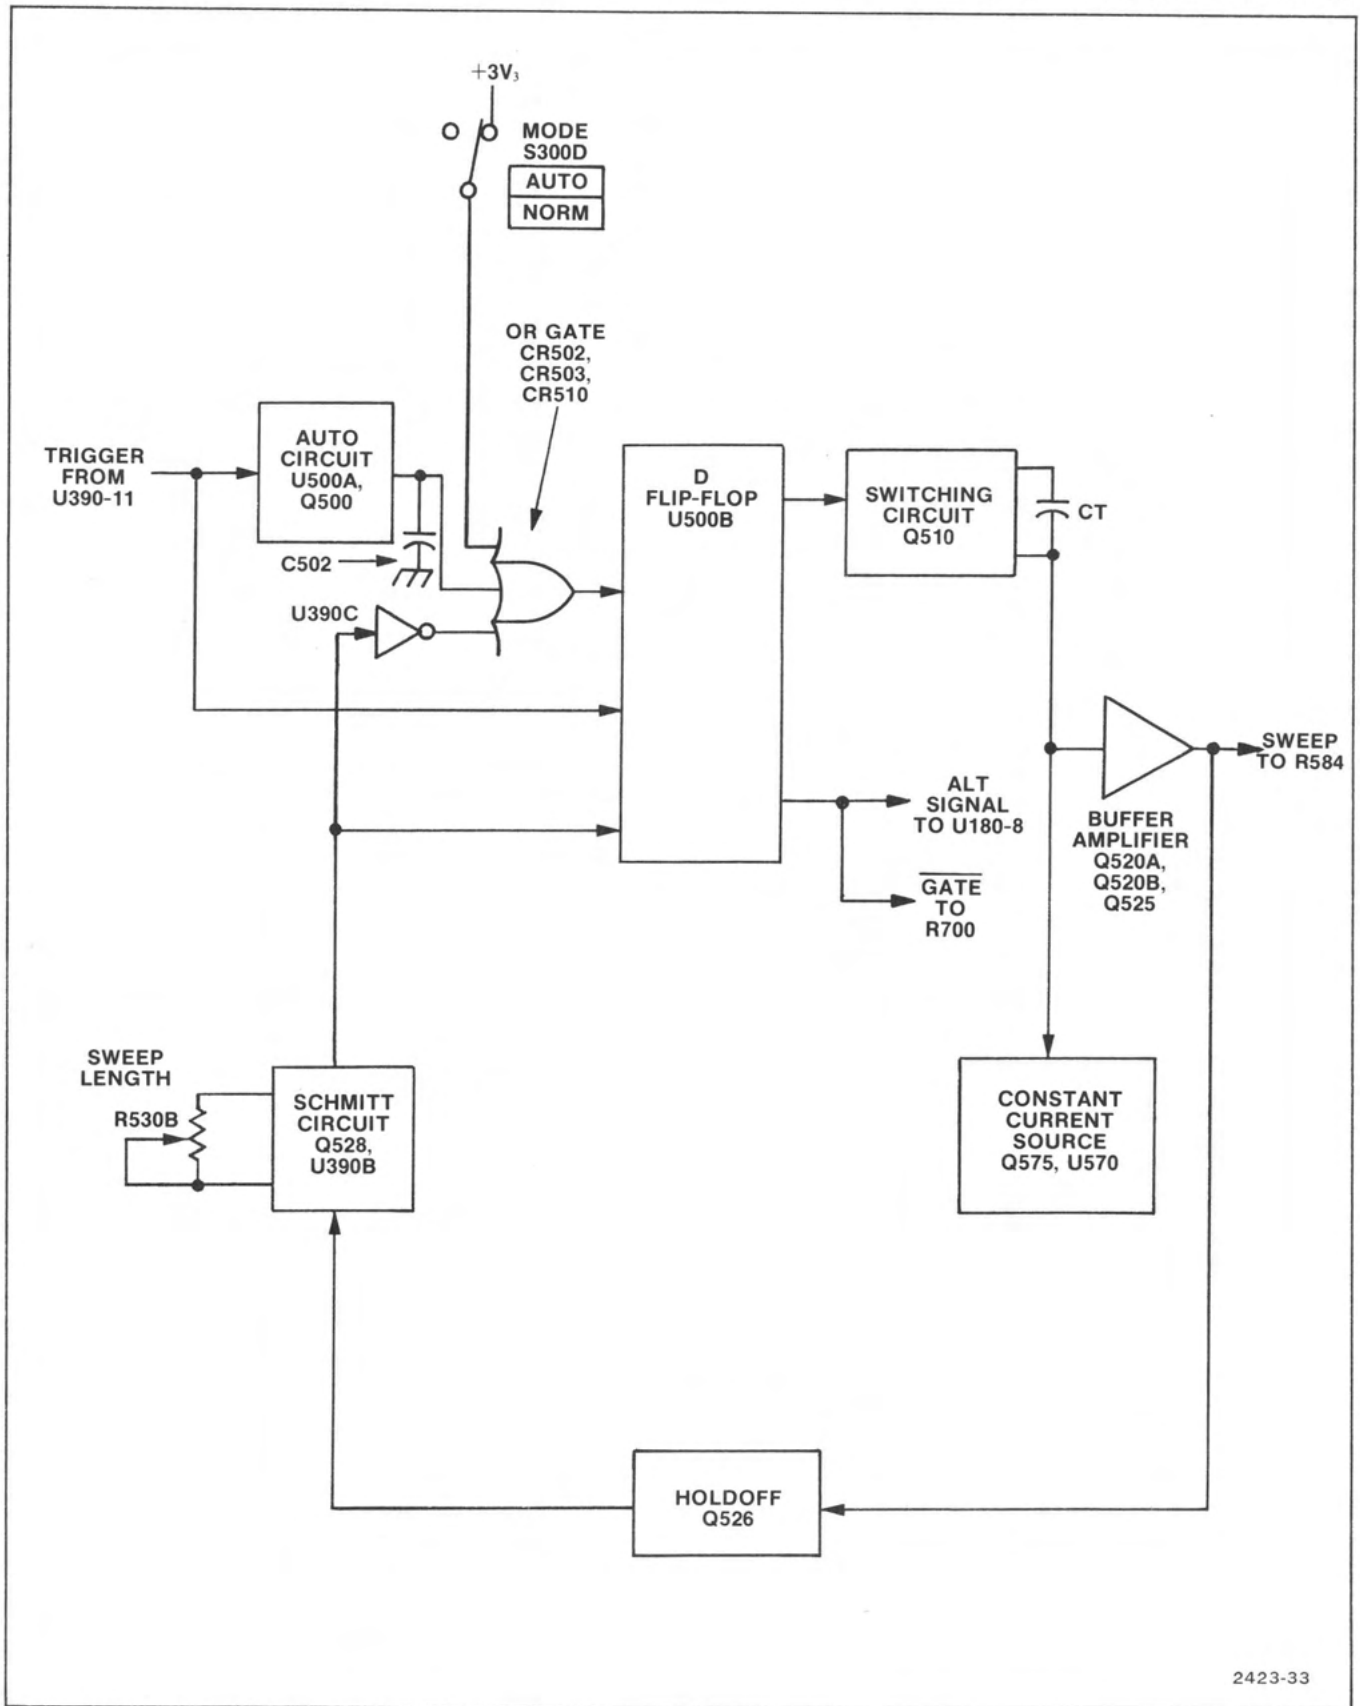 +3V₃
MODE
S300D
AUTO
NORM
OR GATE
CR502,
CR503,
CR510
TRIGGER
FROM
U390-11
AUTO
CIRCUIT
U500A,
Q500
C502
U390C
D
FLIP-FLOP
U500B
SWITCHING
CIRCUIT
Q510
CT
SWEEP
TO R584
BUFFER
AMPLIFIER
Q520A,
Q520B,
Q525
ALT
SIGNAL
TO U180-8
GATE
TO
R700
SWEEP
LENGTH
R530B
SCHMITT
CIRCUIT
Q528,
U390B
CONSTANT
CURRENT
SOURCE
Q575, U570
HOLDOFF
Q526
2423-33